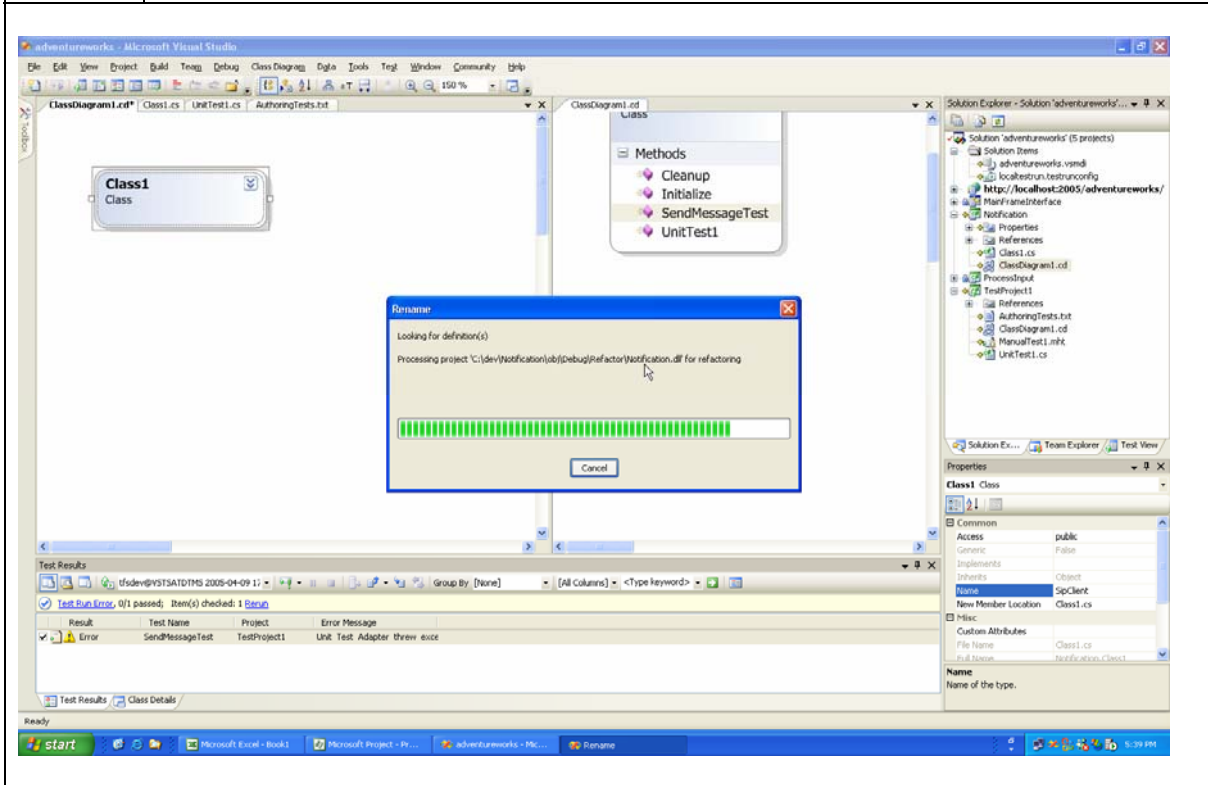 adventureworks - Microsoft Visual Studio
File Edit View Project Build Team Debug Class Diagram Data Tools Test Window Community Help
150 %
ClassDiagram1.cd* Class1.cs UnitTest1.cs AuthoringTests.txt
ClassDiagram1.cd
Toolbox
Class1
Class
Class
Methods
Cleanup
Initialize
SendMessageTest
UnitTest1
Solution Explorer - Solution 'adventureworks'...
Solution 'adventureworks' (5 projects)
Solution Items
adventureworks.vsmdi
localtestrun.testrunconfig
http://localhost:2005/adventureworks/
MainFrameInterface
Notification
Properties
References
Class1.cs
ClassDiagram1.cd
ProcessInput
TestProject1
References
AuthoringTests.txt
ClassDiagram1.cd
ManualTest1.mht
UnitTest1.cs
Solution Ex... Team Explorer Test View
Rename
Looking for definition(s)
Processing project 'C:\dev\Notification\obj\Debug\Refactor\Notification.dll' for refactoring
Cancel
Properties
Class1 Class
Common
Access public
Generic False
Implements
Inherits Object
Name SipClient
New Member Location Class1.cs
Misc
Custom Attributes
File Name Class1.cs
Full Name Notification.Class1
Name
Name of the type.
Test Results
tfsdev@VSTSATDTMS 2005-04-09 17 Group By [None] [All Columns] <Type keyword>
Test Run Error, 0/1 passed; Item(s) checked: 1 Rerun
Result Test Name Project Error Message
Error SendMessageTest TestProject1 Unit Test Adapter threw exce
Test Results Class Details
Ready
start Microsoft Excel - Book1 Microsoft Project - Pr... adventureworks - Mic... Rename 5:39 PM